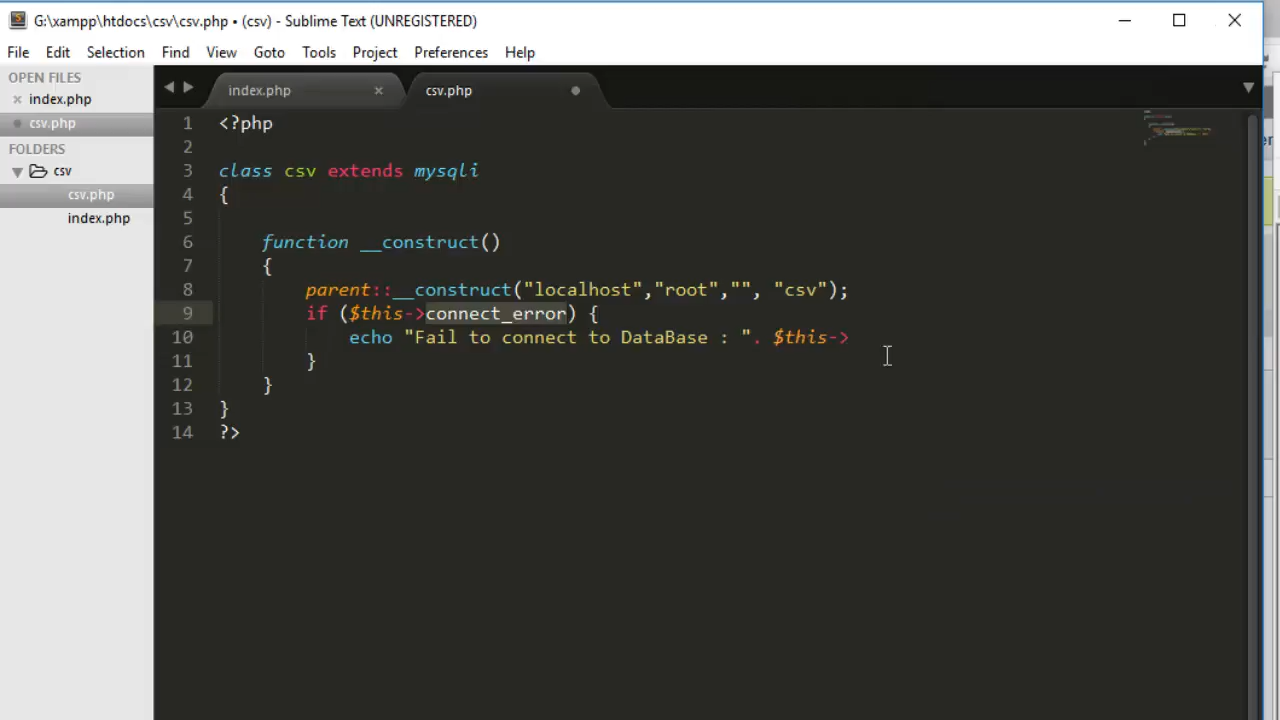 G:\xampp\htdocs\csv\csv.php • (csv) - Sublime Text (UNREGISTERED)
File Edit Selection Find View Goto Tools Project Preferences Help
OPEN FILES
index.php
csv.php
FOLDERS
csv
csv.php
index.php
index.php csv.php
1 <?php
2
3 class csv extends mysqli
4 {
5
6 function __construct()
7 {
8 parent::__construct("localhost","root","", "csv");
9 if ($this->connect_error) {
10 echo "Fail to connect to DataBase : ". $this->
11 }
12 }
13 }
14 ?>